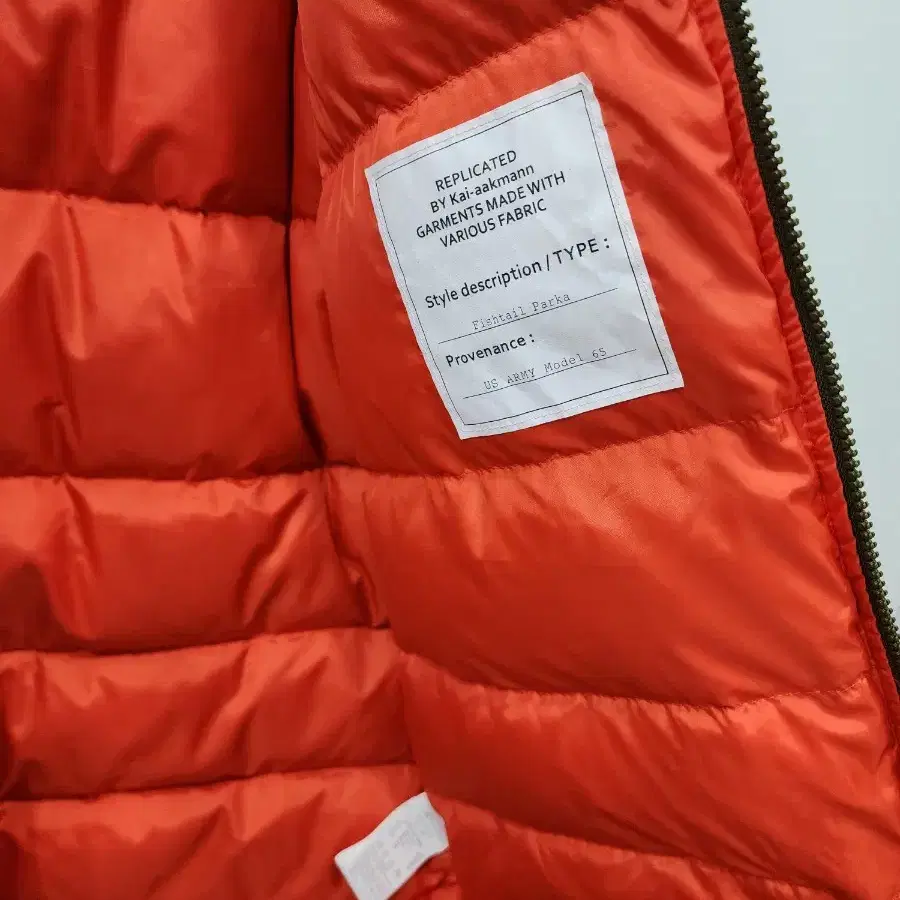 REPLICATED
BY Kai-aakmann
GARMENTS MADE WITH
VARIOUS FABRIC
Style description / TYPE :
Fishtail Parka
Provenance :
US ARMY Model 65